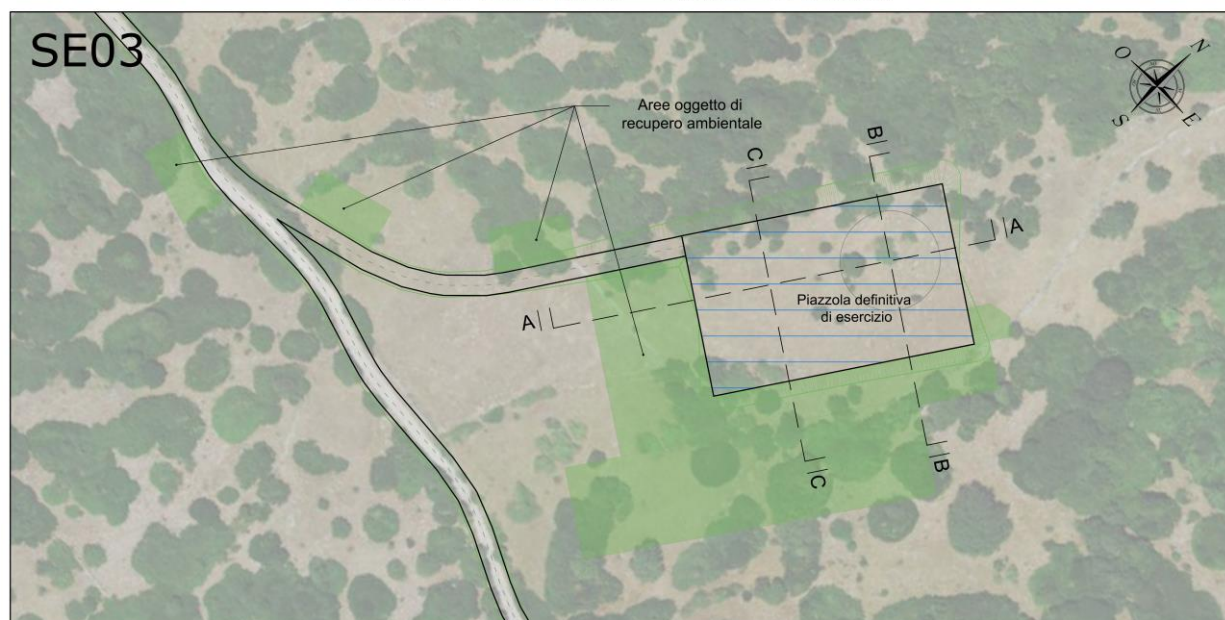 SE03
Aree oggetto di
recupero ambientale
N
O
S
E
B
C
A
Piazzola definitiva
di esercizio
A
B
C